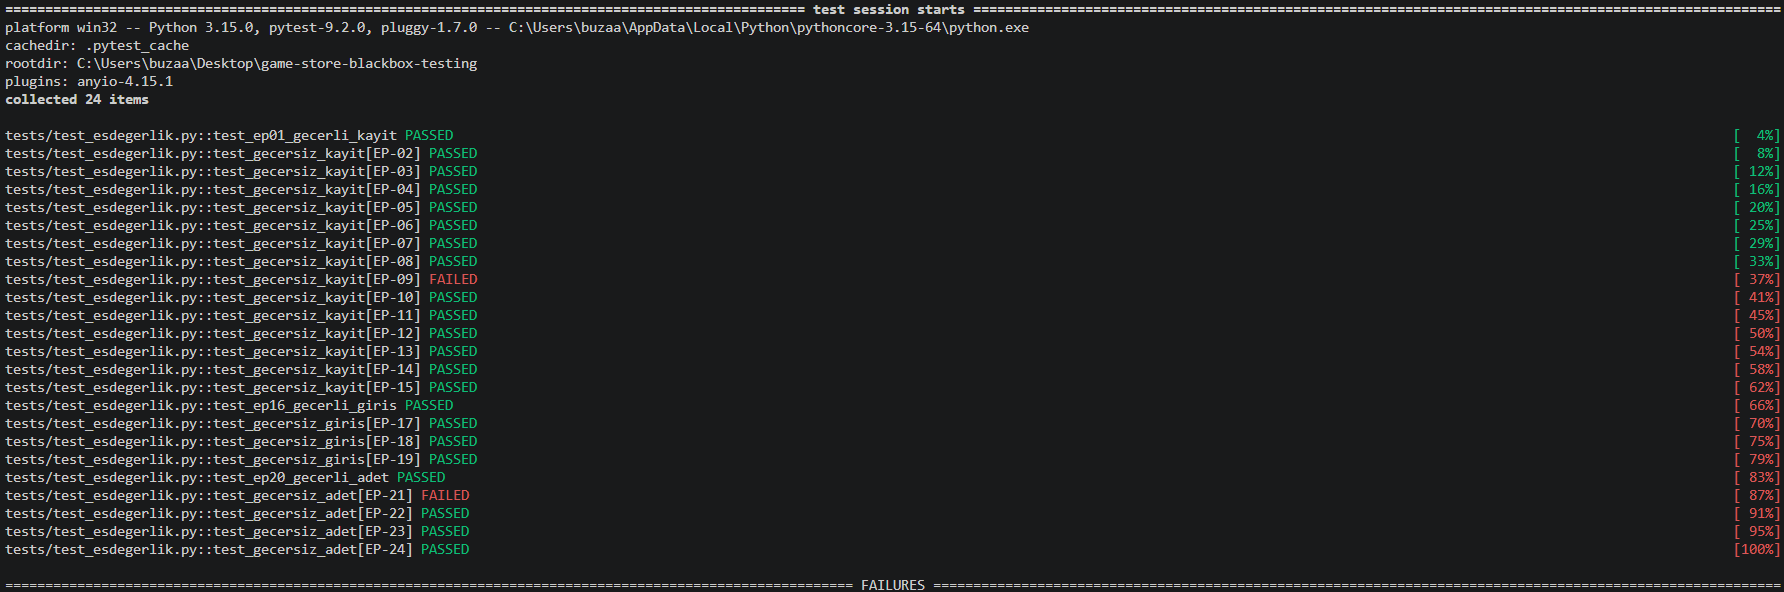 ==================== test session starts ====================
platform win32 -- Python 3.15.0, pytest-9.2.0, pluggy-1.7.0 -- C:\Users\buzaa\AppData\Local\Python\pythoncore-3.15-64\python.exe
cachedir: .pytest_cache
rootdir: C:\Users\buzaa\Desktop\game-store-blackbox-testing
plugins: anyio-4.15.1
collected 24 items
tests/test_esdegerlik.py::test_ep01_gecerli_kayit PASSED [  4%]
tests/test_esdegerlik.py::test_gecersiz_kayit[EP-02] PASSED [  8%]
tests/test_esdegerlik.py::test_gecersiz_kayit[EP-03] PASSED [ 12%]
tests/test_esdegerlik.py::test_gecersiz_kayit[EP-04] PASSED [ 16%]
tests/test_esdegerlik.py::test_gecersiz_kayit[EP-05] PASSED [ 20%]
tests/test_esdegerlik.py::test_gecersiz_kayit[EP-06] PASSED [ 25%]
tests/test_esdegerlik.py::test_gecersiz_kayit[EP-07] PASSED [ 29%]
tests/test_esdegerlik.py::test_gecersiz_kayit[EP-08] PASSED [ 33%]
tests/test_esdegerlik.py::test_gecersiz_kayit[EP-09] FAILED [ 37%]
tests/test_esdegerlik.py::test_gecersiz_kayit[EP-10] PASSED [ 41%]
tests/test_esdegerlik.py::test_gecersiz_kayit[EP-11] PASSED [ 45%]
tests/test_esdegerlik.py::test_gecersiz_kayit[EP-12] PASSED [ 50%]
tests/test_esdegerlik.py::test_gecersiz_kayit[EP-13] PASSED [ 54%]
tests/test_esdegerlik.py::test_gecersiz_kayit[EP-14] PASSED [ 58%]
tests/test_esdegerlik.py::test_gecersiz_kayit[EP-15] PASSED [ 62%]
tests/test_esdegerlik.py::test_ep16_gecerli_giris PASSED [ 66%]
tests/test_esdegerlik.py::test_gecersiz_giris[EP-17] PASSED [ 70%]
tests/test_esdegerlik.py::test_gecersiz_giris[EP-18] PASSED [ 75%]
tests/test_esdegerlik.py::test_gecersiz_giris[EP-19] PASSED [ 79%]
tests/test_esdegerlik.py::test_ep20_gecerli_adet PASSED [ 83%]
tests/test_esdegerlik.py::test_gecersiz_adet[EP-21] FAILED [ 87%]
tests/test_esdegerlik.py::test_gecersiz_adet[EP-22] PASSED [ 91%]
tests/test_esdegerlik.py::test_gecersiz_adet[EP-23] PASSED [ 95%]
tests/test_esdegerlik.py::test_gecersiz_adet[EP-24] PASSED [100%]
==================== FAILURES ====================